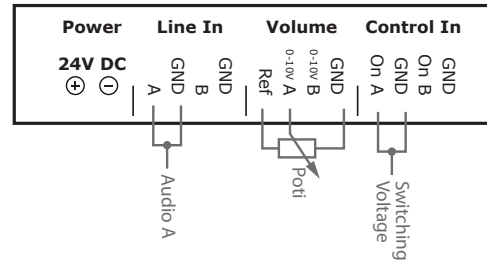 Power Line In Volume Control In
24V DC
+ −
A
GND
B
GND
Ref
0-10V A
0-10V B
GND
On A
GND
On B
GND
Audio A
Poti
Switching
Voltage